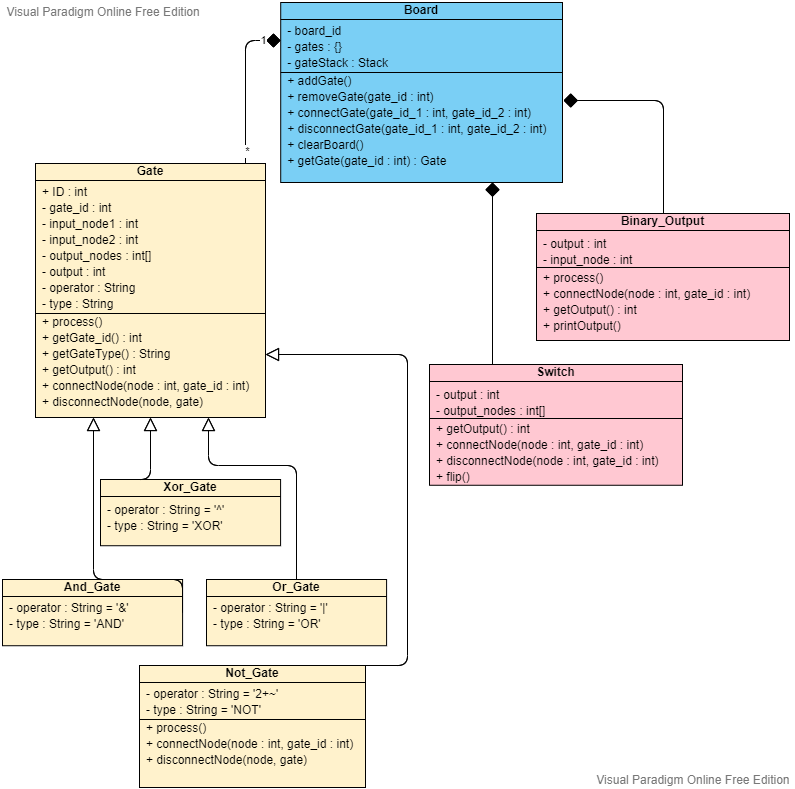 Visual Paradigm Online Free Edition
Board
- board_id
- gates : {}
- gateStack : Stack
+ addGate()
+ removeGate(gate_id : int)
+ connectGate(gate_id_1 : int, gate_id_2 : int)
+ disconnectGate(gate_id_1 : int, gate_id_2 : int)
+ clearBoard()
+ getGate(gate_id : int) : Gate
1
*
Gate
+ ID : int
- gate_id : int
- input_node1 : int
- input_node2 : int
- output_nodes : int[]
- output : int
- operator : String
- type : String
+ process()
+ getGate_id() : int
+ getGateType() : String
+ getOutput() : int
+ connectNode(node : int, gate_id : int)
+ disconnectNode(node, gate)
Binary_Output
- output : int
- input_node : int
+ process()
+ connectNode(node : int, gate_id : int)
+ getOutput() : int
+ printOutput()
Switch
- output : int
- output_nodes : int[]
+ getOutput() : int
+ connectNode(node : int, gate_id : int)
+ disconnectNode(node : int, gate_id : int)
+ flip()
Xor_Gate
- operator : String = '^'
- type : String = 'XOR'
And_Gate
- operator : String = '&'
- type : String = 'AND'
Or_Gate
- operator : String = '|'
- type : String = 'OR'
Not_Gate
- operator : String = '2+~'
- type : String = 'NOT'
+ process()
+ connectNode(node : int, gate_id : int)
+ disconnectNode(node, gate)
Visual Paradigm Online Free Edition